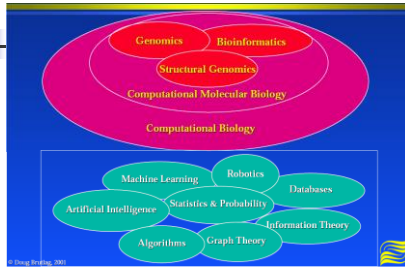 Genomics
Bioinformatics
Structural Genomics
Computational Molecular Biology
Computational Biology
Machine Learning
Robotics
Databases
Artificial Intelligence
Statistics & Probability
Information Theory
Algorithms
Graph Theory
© Doug Brutlag, 2001